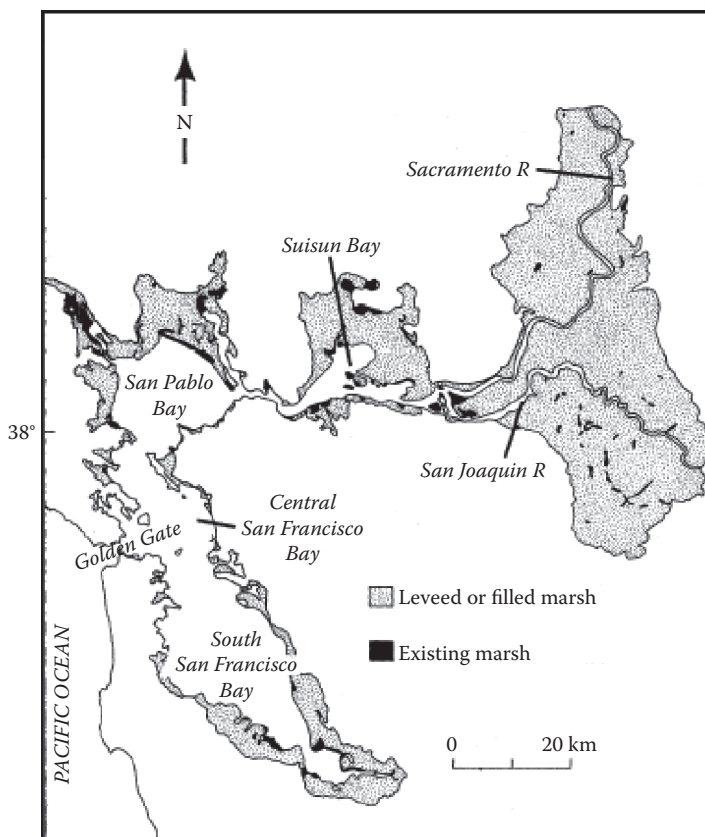 N
Sacramento R
Suisun Bay
San Pablo
Bay
38°
San Joaquin R
Central
San Francisco
Bay
Golden Gate
Leveed or filled marsh
South
San Francisco
Bay
Existing marsh
PACIFIC OCEAN
0 20 km